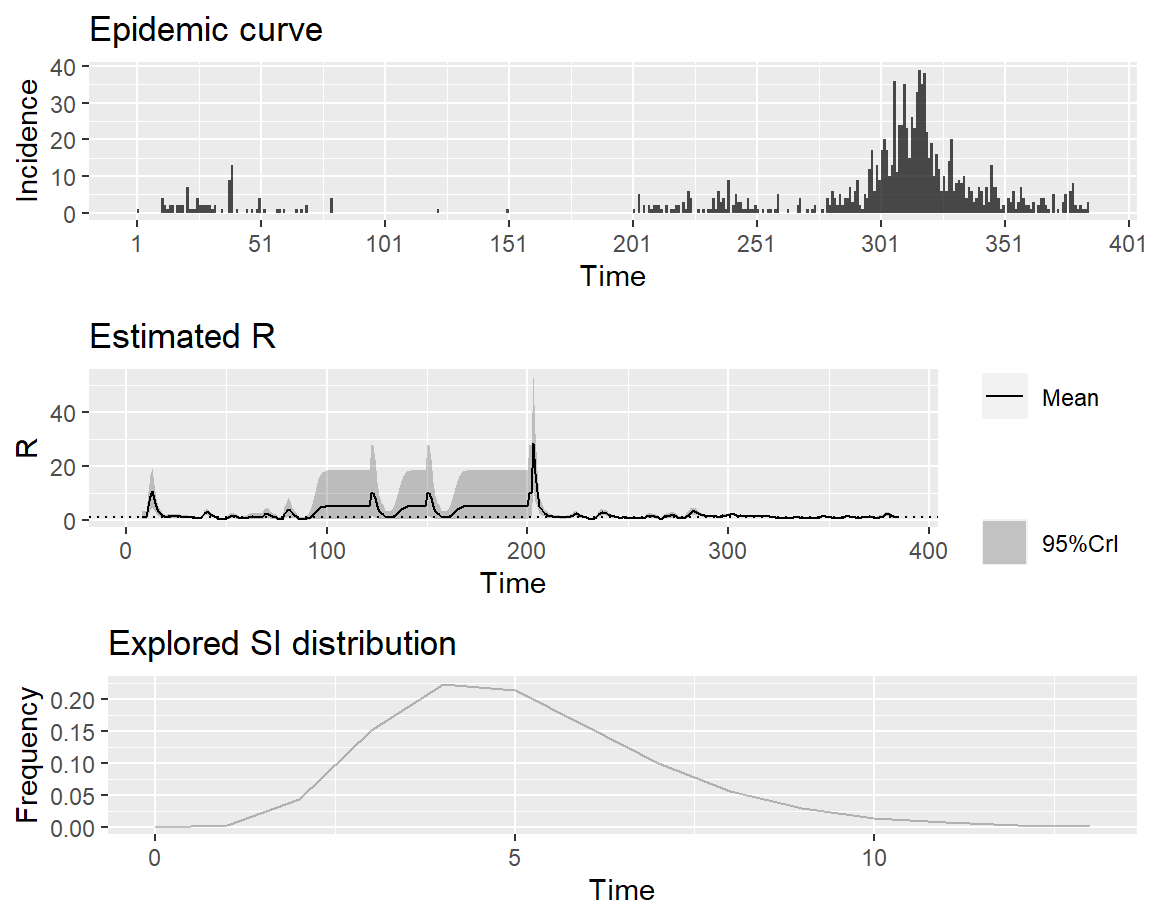 Epidemic curve
Incidence
40
30
20
10
0
1 51 101 151 201 251 301 351 401
Time
Estimated R
R
40
20
0
0 100 200 300 400
Time
Mean
95%CrI
Explored SI distribution
Frequency
0.20
0.15
0.10
0.05
0.00
0 5 10
Time